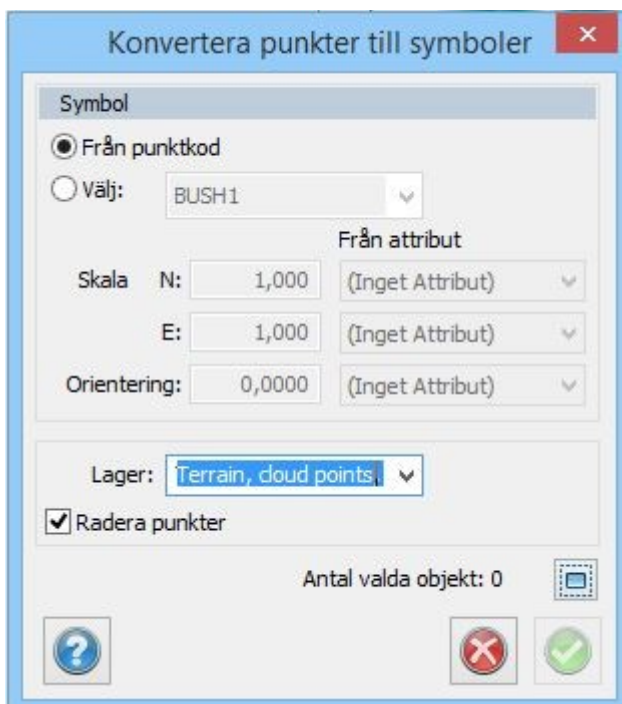 Konvertera punkter till symboler
Symbol
Från punktkod
Välj: BUSH1
Från attribut
Skala N: 1,000 (Inget Attribut)
E: 1,000 (Inget Attribut)
Orientering: 0,0000 (Inget Attribut)
Lager: Terrain, cloud points,
Radera punkter
Antal valda objekt: 0